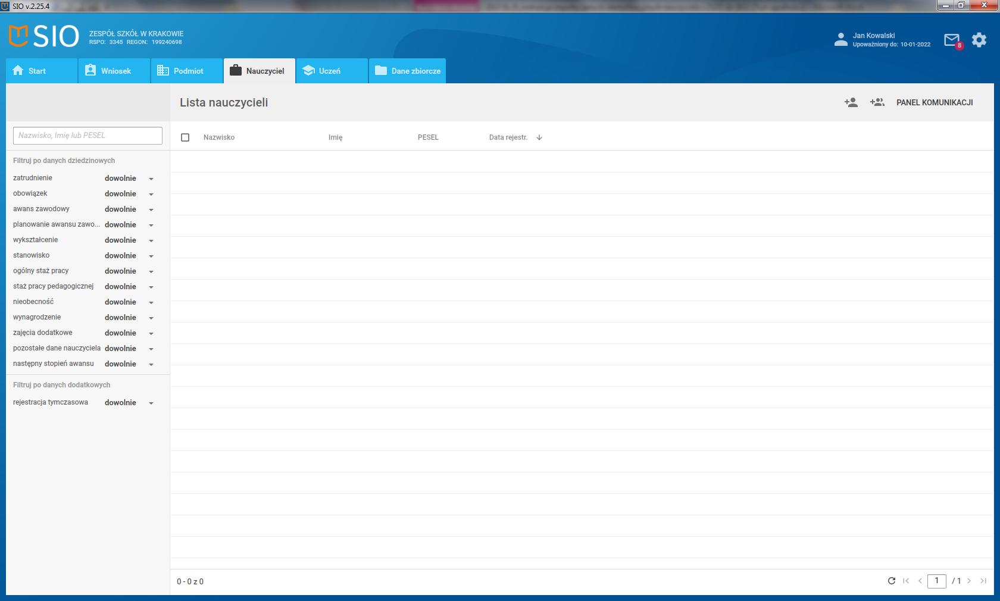 SIO v.2.25.4
SIO
ZESPÓŁ SZKÓŁ W KRAKOWIE
RSPO: 3345 REGON: 199240698
Jan Kowalski
Upoważniony do: 10-01-2022
8
Start
Wniosek
Podmiot
Nauczyciel
Uczeń
Dane zbiorcze
Lista nauczycieli
PANEL KOMUNIKACJI
Nazwisko, Imię lub PESEL
Nazwisko Imię PESEL Data rejestr.
Filtruj po danych dziedzinowych
zatrudnienie dowolnie
obowiązek dowolnie
awans zawodowy dowolnie
planowanie awansu zawo... dowolnie
wykształcenie dowolnie
stanowisko dowolnie
ogólny staż pracy dowolnie
staż pracy pedagogicznej dowolnie
nieobecność dowolnie
wynagrodzenie dowolnie
zajęcia dodatkowe dowolnie
pozostałe dane nauczyciela dowolnie
następny stopień awansu dowolnie
Filtruj po danych dodatkowych
rejestracja tymczasowa dowolnie
0 - 0 z 0
1 / 1